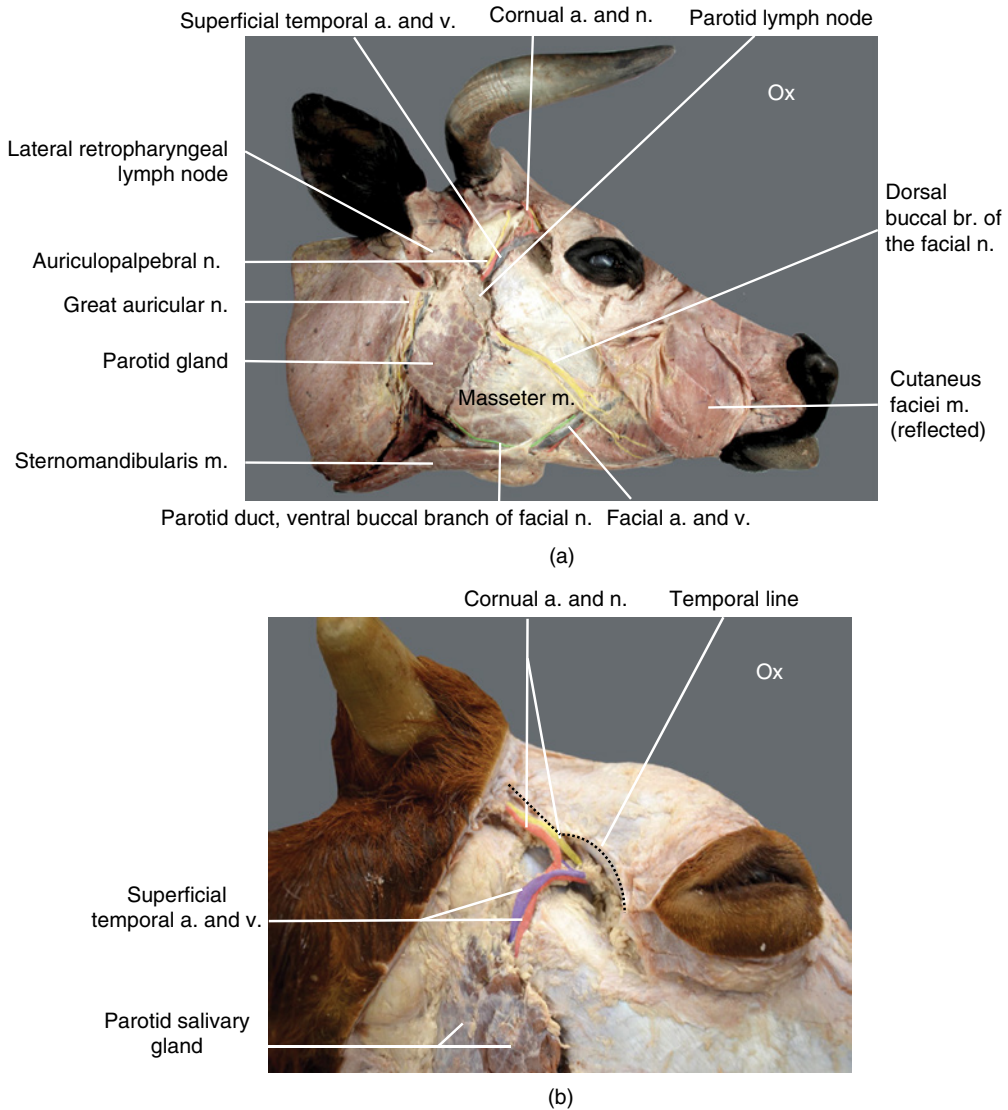 Superficial temporal a. and v.
Cornual a. and n.
Parotid lymph node
Ox
Lateral retropharyngeal
lymph node
Dorsal
buccal br. of
the facial n.
Auriculopalpebral n.
Great auricular n.
Parotid gland
Masseter m.
Cutaneus
faciei m.
(reflected)
Sternomandibularis m.
Parotid duct, ventral buccal branch of facial n.
Facial a. and v.
(a)
Cornual a. and n.
Temporal line
Ox
Superficial
temporal a. and v.
Parotid salivary
gland
(b)